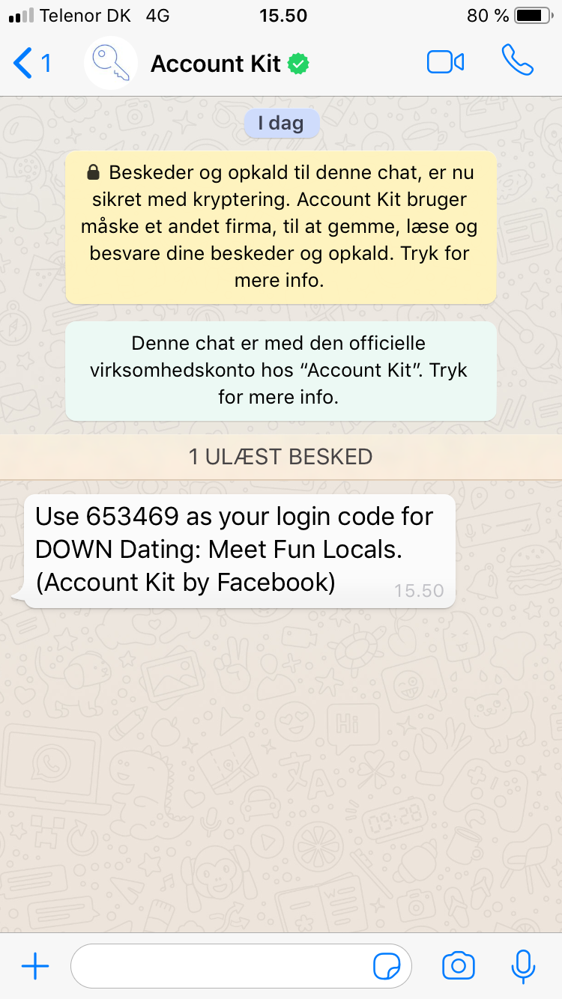 Telenor DK 4G 15.50 80 %
1 Account Kit
I dag
Beskeder og opkald til denne chat, er nu
sikret med kryptering. Account Kit bruger
måske et andet firma, til at gemme, læse og
besvare dine beskeder og opkald. Tryk for
mere info.
Denne chat er med den officielle
virksomhedskonto hos “Account Kit”. Tryk
for mere info.
1 ULÆST BESKED
Use 653469 as your login code for
DOWN Dating: Meet Fun Locals.
(Account Kit by Facebook)
15.50
24
Hi
09:28